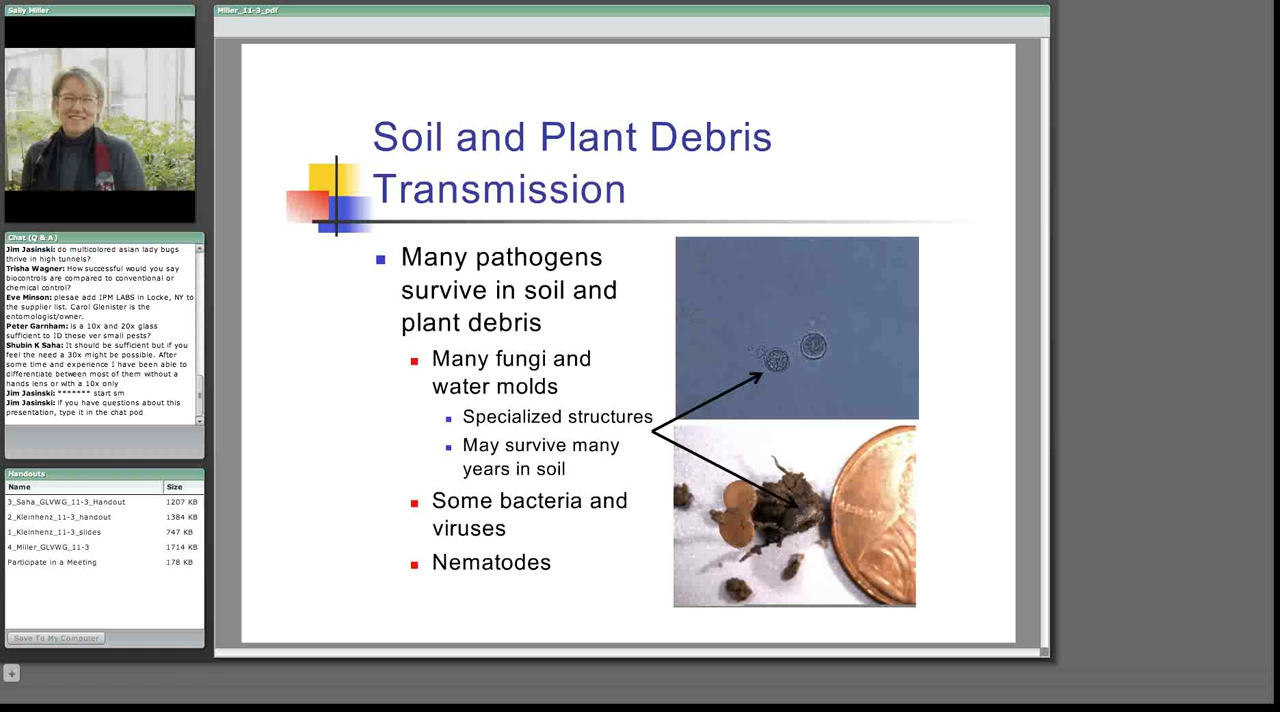 Sally Miller
Miller_11-3_pdf
Chat (Q & A)
Jim Jasinski: do multicolored asian lady bugs
thrive in high tunnels?
Trisha Wagner: How successful would you say
biocontrols are compared to conventional or
chemical control?
Eve Minson: plesae add IPM LABS in Locke, NY to
the supplier list. Carol Glenister is the
entomologist/owner.
Peter Garnham: is a 10x and 20x glass
sufficient to ID these ver small pests?
Shubin K Saha: It should be sufficient but if you
feel the need a 30x might be possible. After
some time and experience I have been able to
differentiate between most of them without a
hands lens or with a 10x only
Jim Jasinski: ******* start sm
Jim Jasinski: if you have questions about this
presentation, type it in the chat pod
Handouts
Name Size
3_Saha_GLVWG_11-3_Handout 1207 KB
2_Kleinhenz_11-3_handout 1384 KB
1_Kleinhenz_11-3_slides 747 KB
4_Miller_GLVWG_11-3 1714 KB
Participate in a Meeting 178 KB
Save To My Computer
Soil and Plant Debris
Transmission
Many pathogens
survive in soil and
plant debris
Many fungi and
water molds
Specialized structures
May survive many
years in soil
Some bacteria and
viruses
Nematodes